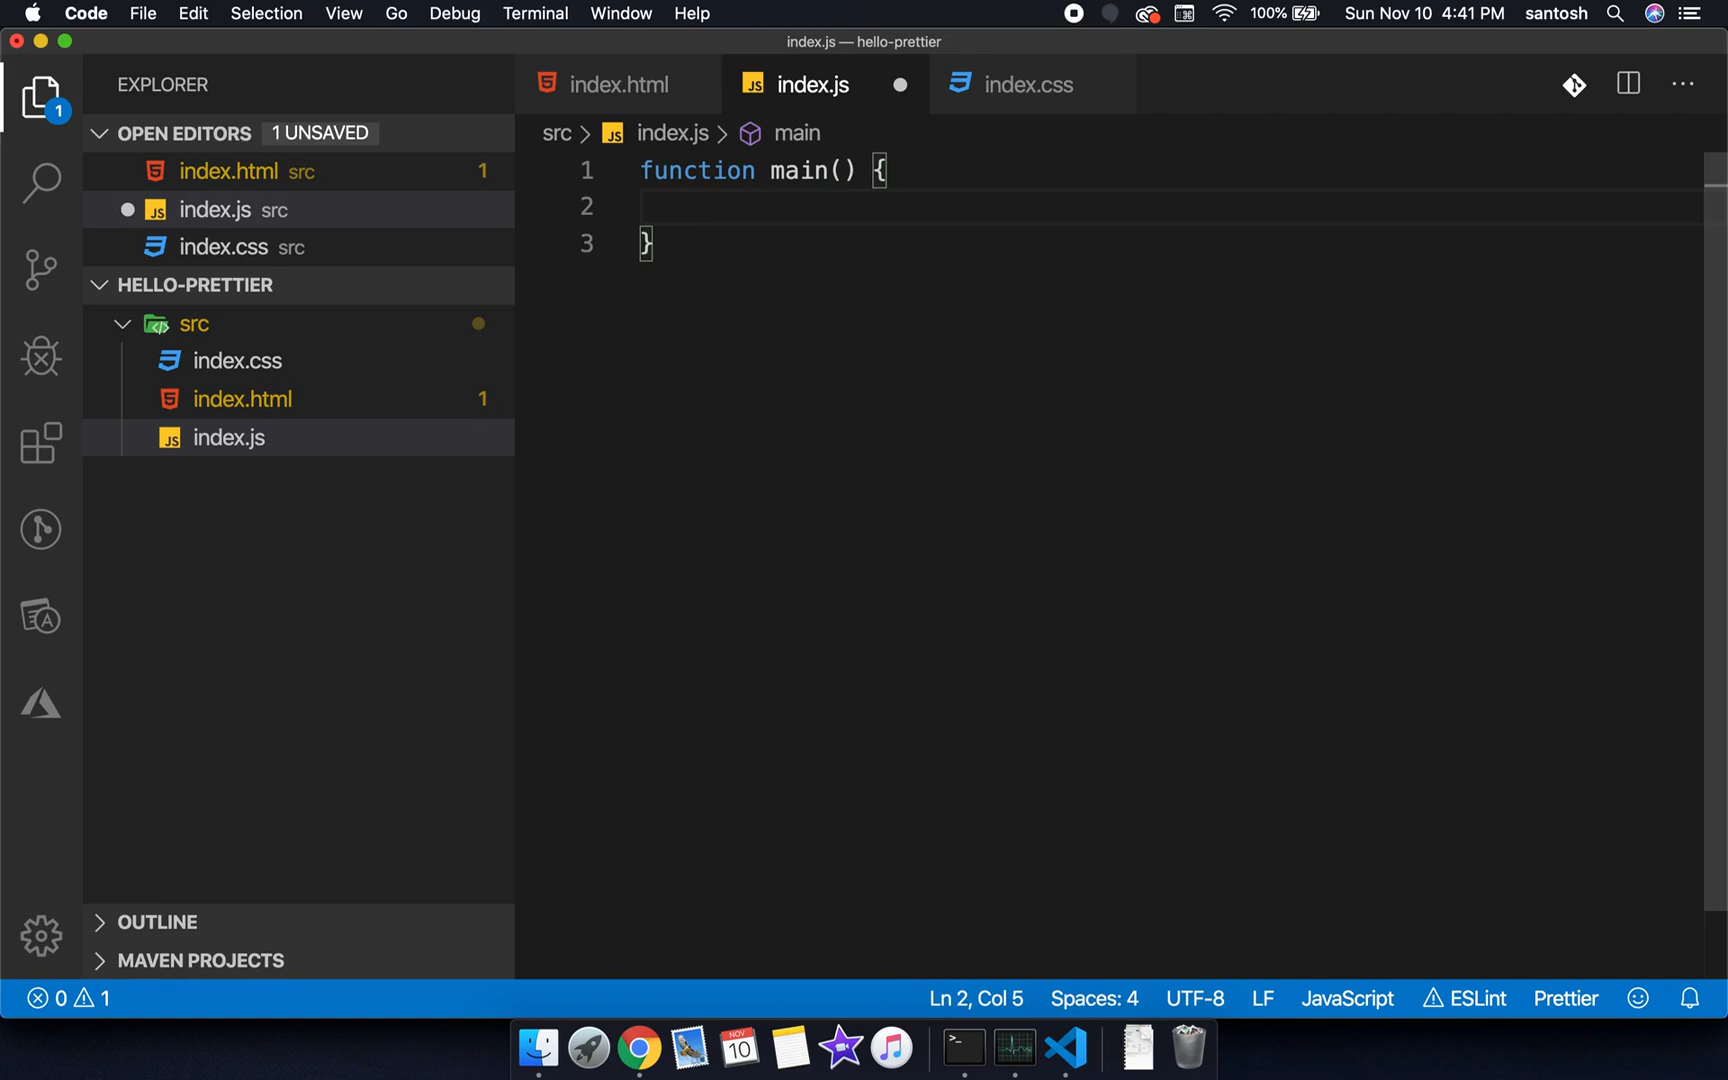 Code File Edit Selection View Go Debug Terminal Window Help 100% Sun Nov 10 4:41 PM santosh
index.js — hello-prettier
EXPLORER
index.html index.js index.css
OPEN EDITORS 1 UNSAVED
src index.js main
index.html src 1
JS index.js src
index.css src
HELLO-PRETTIER
src
index.css
index.html 1
JS index.js
1 function main() {
2
3 }
OUTLINE
MAVEN PROJECTS
0 1 Ln 2, Col 5 Spaces: 4 UTF-8 LF JavaScript ESLint Prettier
NOV
10